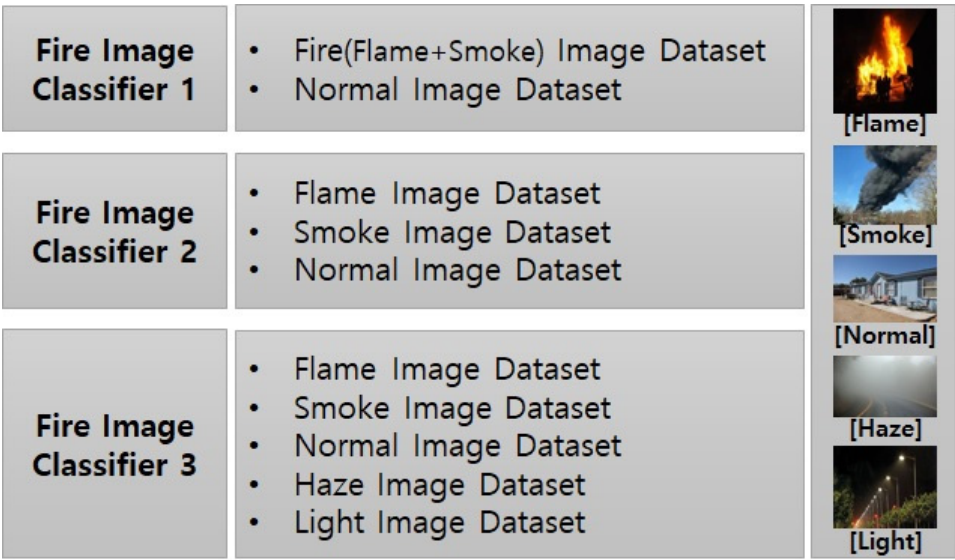 Fire Image
Classifier 1
• Fire(Flame+Smoke) Image Dataset
• Normal Image Dataset
Fire Image
Classifier 2
• Flame Image Dataset
• Smoke Image Dataset
• Normal Image Dataset
Fire Image
Classifier 3
• Flame Image Dataset
• Smoke Image Dataset
• Normal Image Dataset
• Haze Image Dataset
• Light Image Dataset
[Flame]
[Smoke]
[Normal]
[Haze]
[Light]